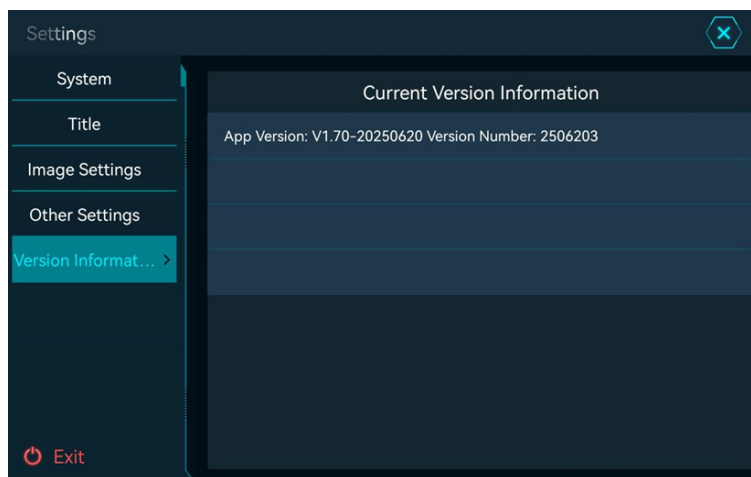 Settings
System
Title
Image Settings
Other Settings
Version Informat... >
Exit
Current Version Information
App Version: V1.70-20250620 Version Number: 2506203